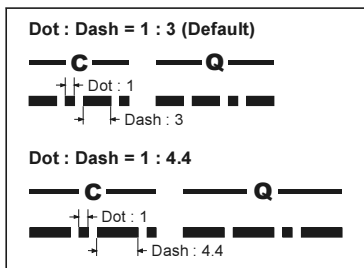 Dot : Dash = 1 : 3 (Default)
C Q
Dot : 1
Dash : 3
Dot : Dash = 1 : 4.4
C Q
Dot : 1
Dash : 4.4